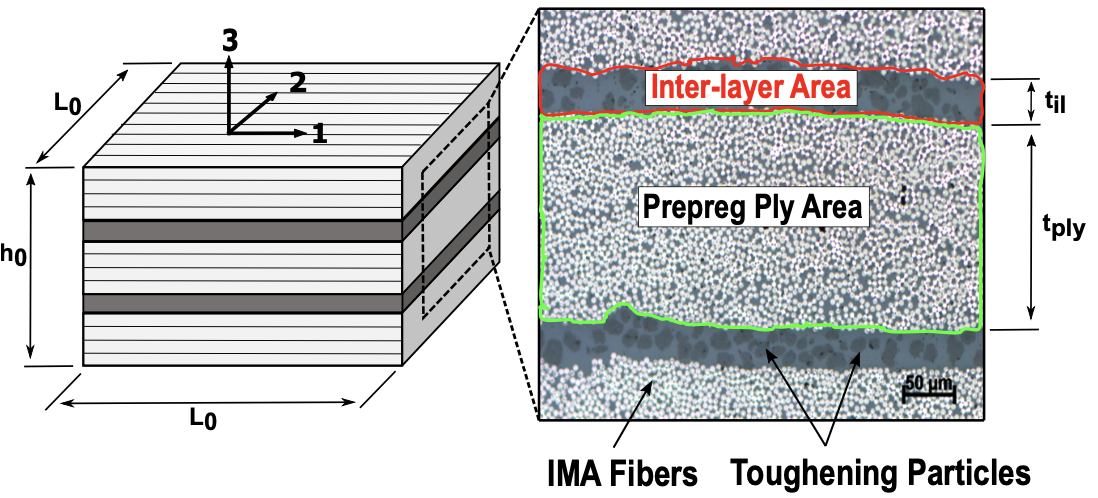 3
2
1
L0
h0
L0
Inter-layer Area
til
Prepreg Ply Area
tply
50 µm
IMA Fibers
Toughening Particles